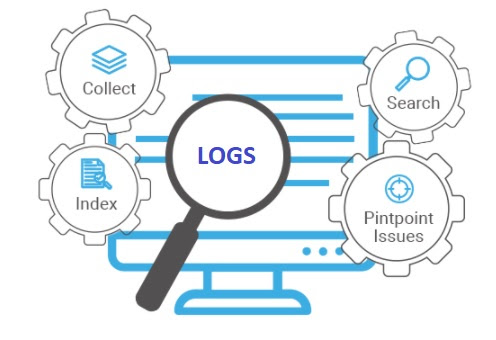 Collect
Search
LOGS
Index
Pintpoint
Issues